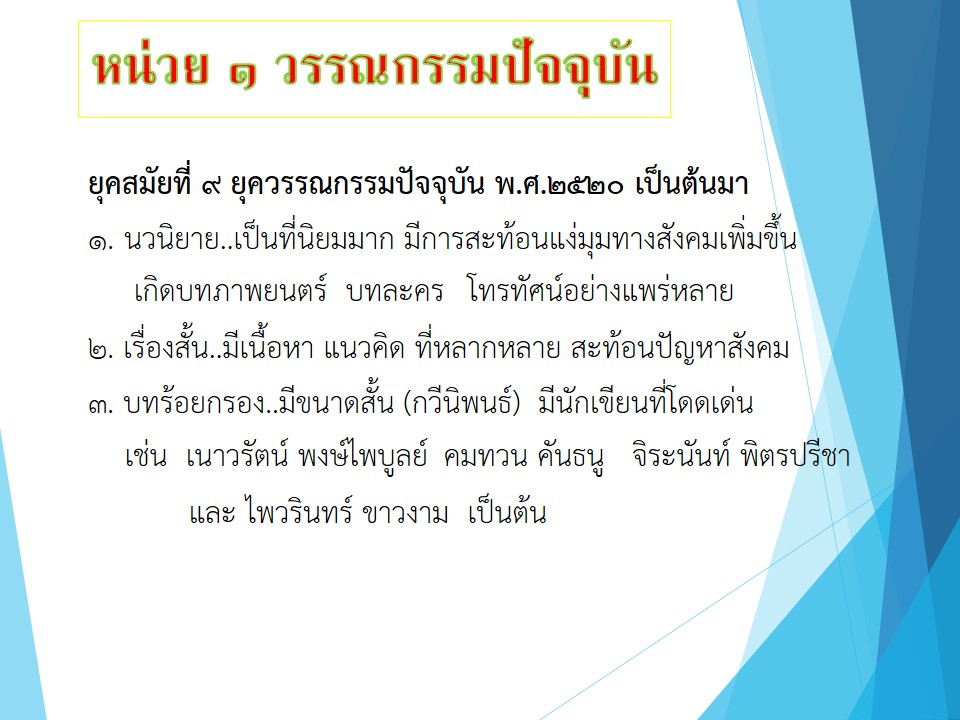 หน่วย ๑ วรรณกรรมปัจจุบัน
ยุคสมัยที่ ๙ ยุควรรณกรรมปัจจุบัน พ.ศ.๒๕๒๐ เป็นต้นมา
๑. นวนิยาย..เป็นที่นิยมมาก มีการสะท้อนแง่มุมทางสังคมเพิ่มขึ้น
เกิดบทภาพยนตร์ บทละคร โทรทัศน์อย่างแพร่หลาย
๒. เรื่องสั้น..มีเนื้อหา แนวคิด ที่หลากหลาย สะท้อนปัญหาสังคม
๓. บทร้อยกรอง..มีขนาดสั้น (กวีนิพนธ์) มีนักเขียนที่โดดเด่น
เช่น เนาวรัตน์ พงษ์ไพบูลย์ คมทวน คันธนู จิระนันท์ พิตรปรีชา
และ ไพวรินทร์ ขาวงาม เป็นต้น